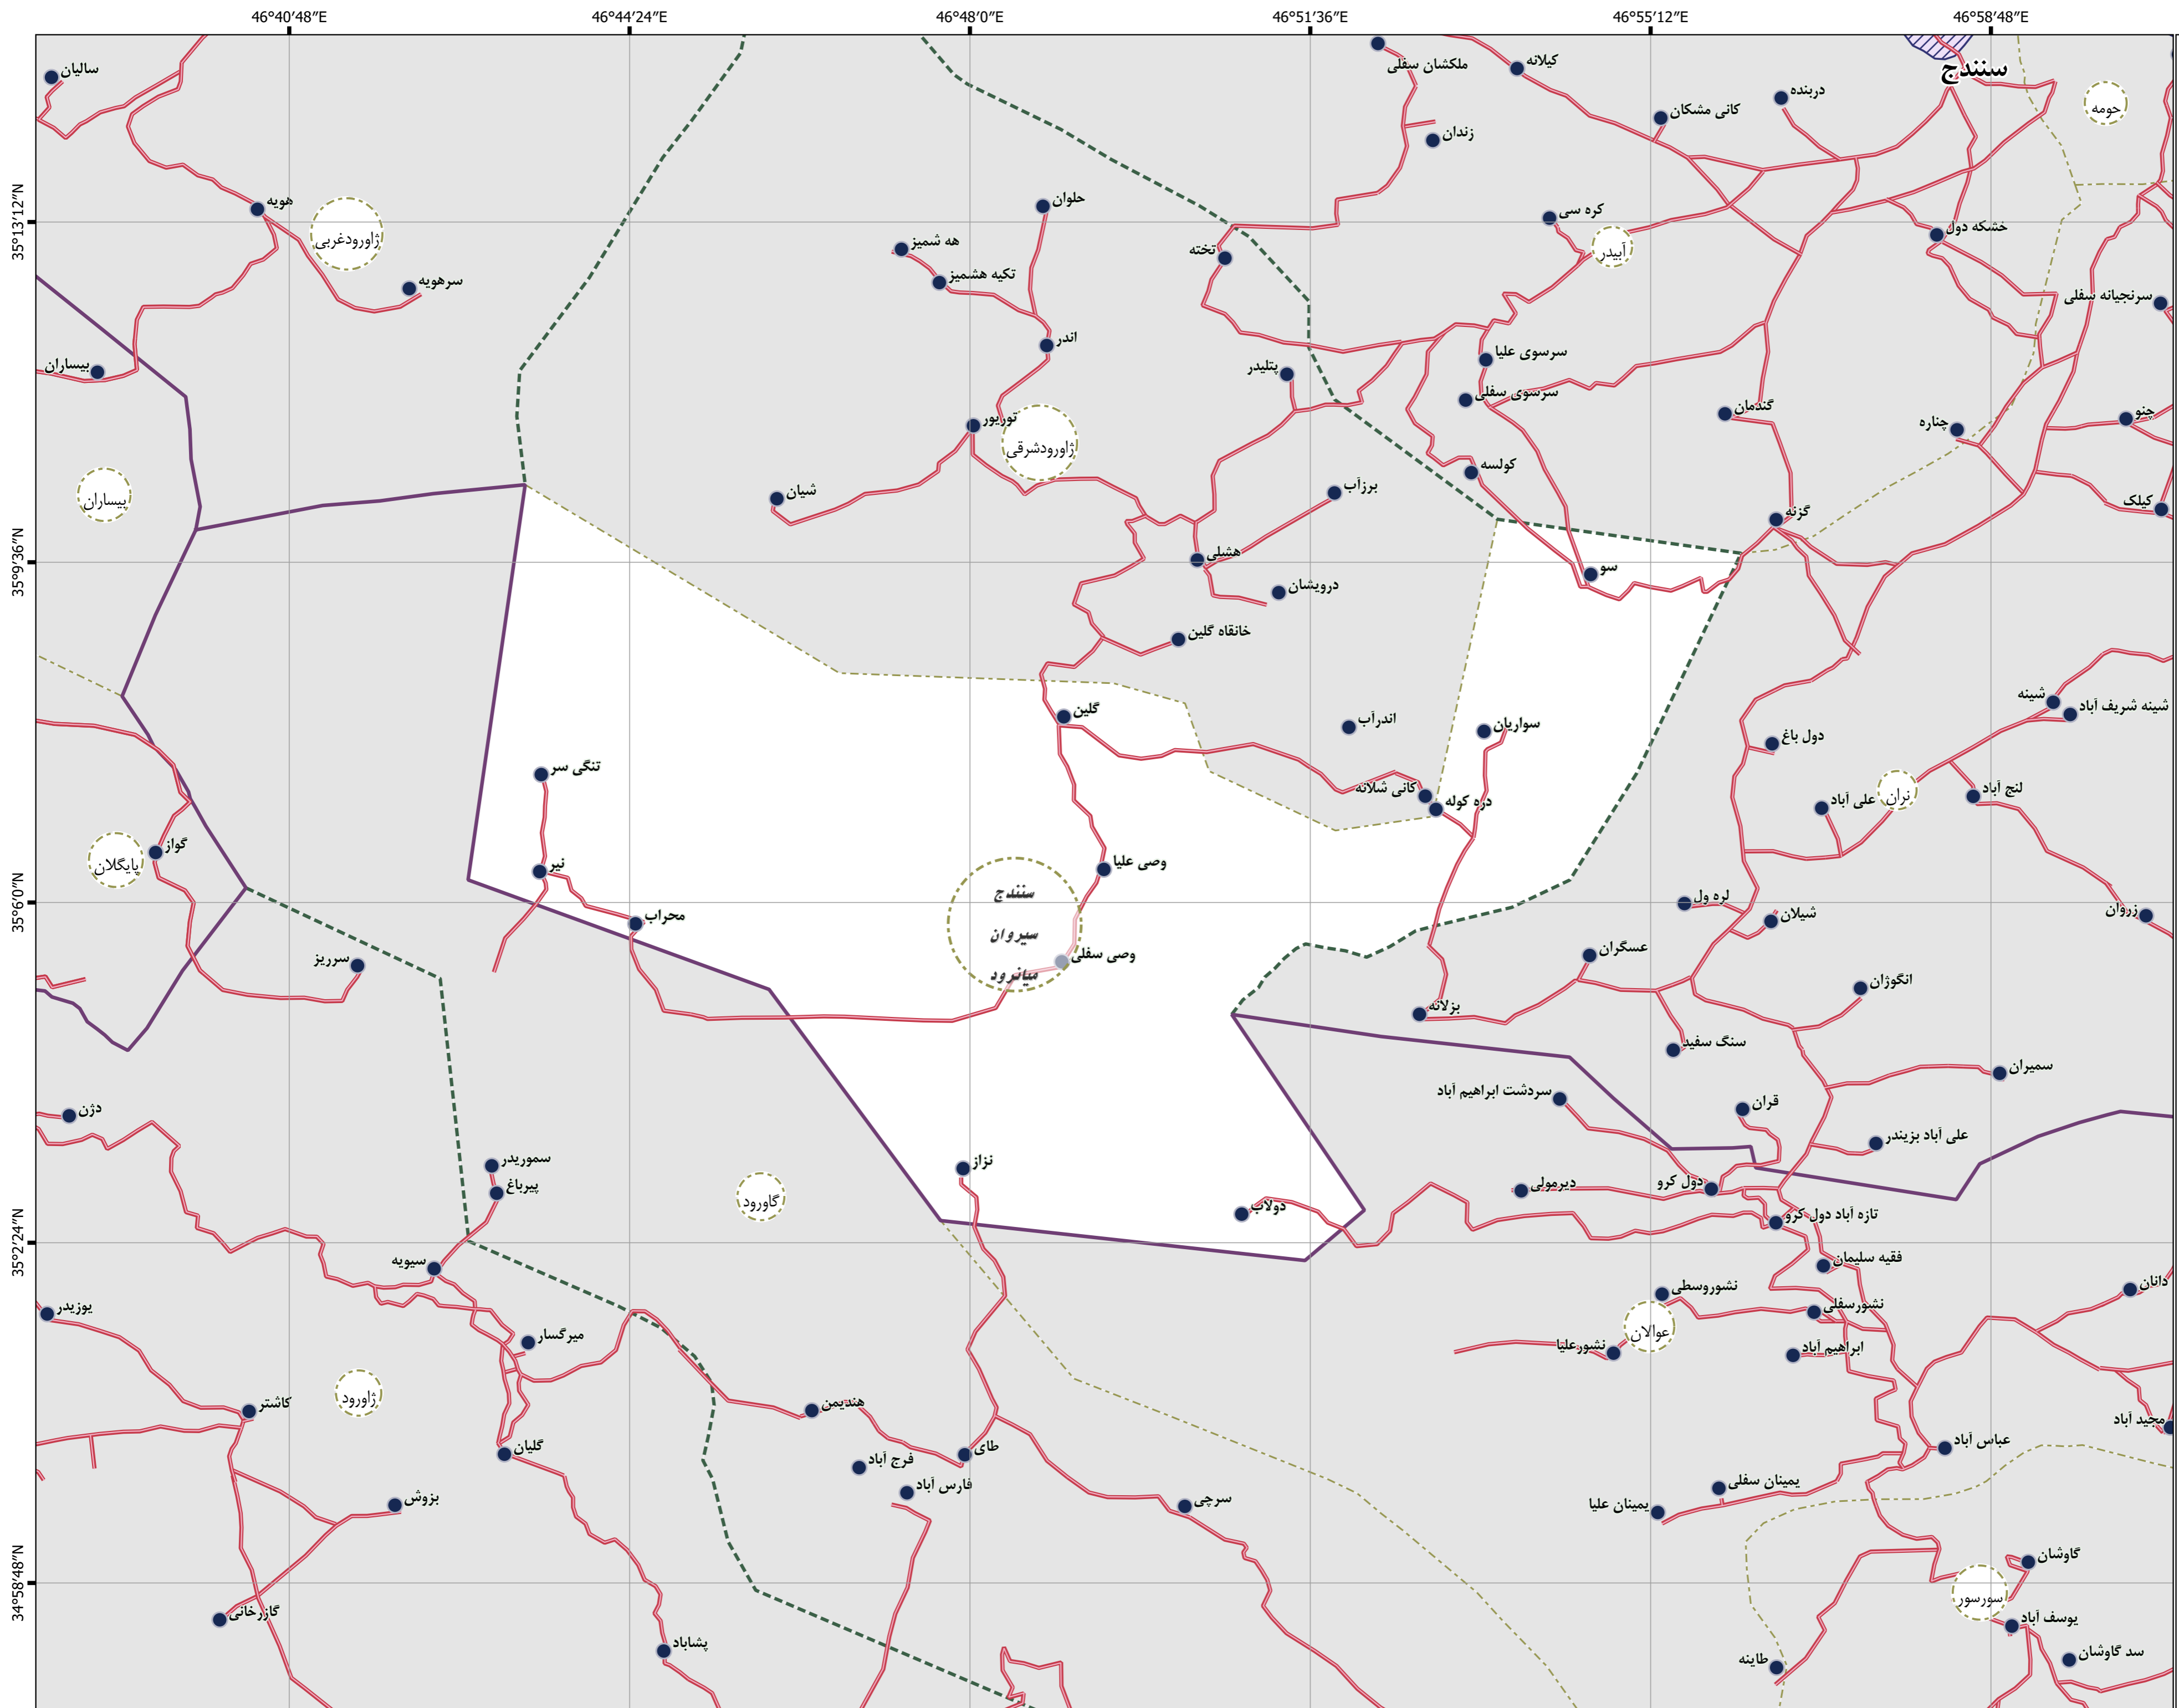 46°40′48″E 46°44′24″E 46°48′0″E 46°51′36″E 46°55′12″E 46°58′48″E
35°13′12″N
35°9′36″N
35°6′0″N
35°2′24″N
34°58′48″N
سالیان
ملکشان سفلی
کیلانه
سنندج
دربنده
حومه
کانی مشکان
زندان
هویه
حلوان
کره سی
ژاورودغربی
هه شمیز
تخته
آبیدر
خشکه دول
سرهویه
تکیه هشمیز
سرنجیانه سفلی
بیساران
اندر
سرسوی علیا
پتلیدر
سرسوی سفلی
گندمان
توریور
چناره
چنو
ژاورودشرقی
کولسه
پیساران
شیان
برزآب
کیلک
گزنه
هشلی
سو
درویشان
خانقاه گلین
گلین
اندرآب
سواریان
شینه
شینه شریف آباد
دول باغ
تنگی سر
کانی شلانه
دره کوله
علی آباد
نران
لنج آباد
گواز
پایگلان
نیر
وصی علیا
سنندج
سیروان
میانرود
محراب
لره ول
شیلان
زروان
سرریز
وصی سفلی
عسگران
انگوژان
بزلانه
سنگ سفید
سمیران
دژن
سردشت ابراهیم آباد
قران
علی آباد بزیندر
سموریدر
پیرباغ
نزاز
گاورود
دولاب
دیرمولی
دول کرو
تازه آباد دول کرو
سیویه
فقیه سلیمان
یوزیدر
نشوروسطی
نشورسفلی
دانان
میرگسار
عوالان
نشورعلیا
ابراهیم آباد
ژاورود
کاشتر
هندیمن
مجید آباد
گلیان
طای
عباس آباد
فرج آباد
فارس آباد
بزوش
سرچی
یمینان سفلی
یمینان علیا
گاوشان
سورسور
گازرخانی
یوسف آباد
پشاباد
طاینه
سد گاوشان